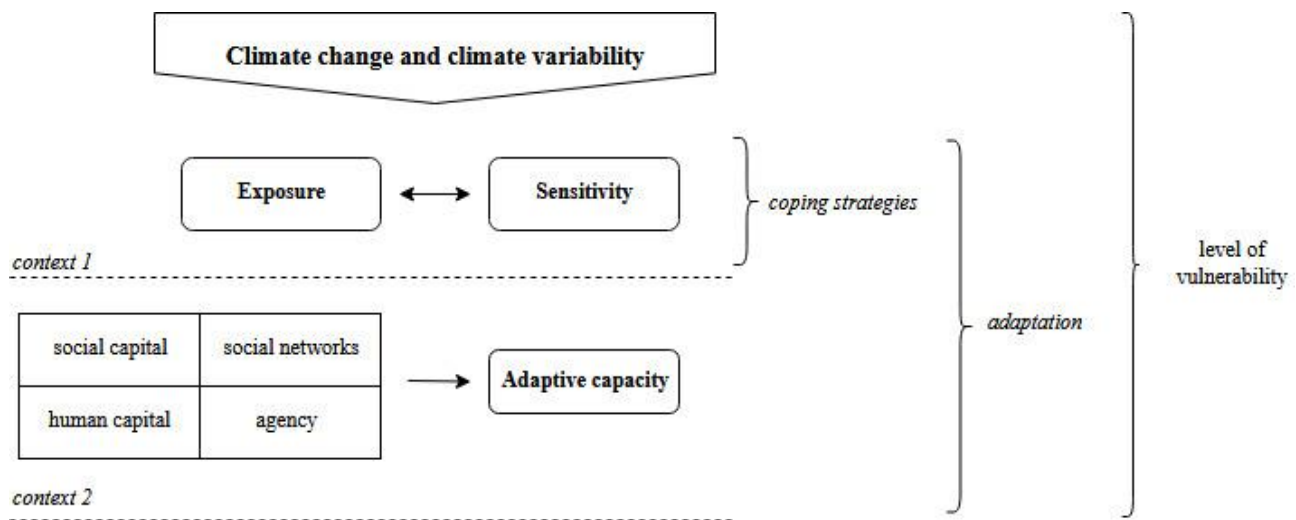 Climate change and climate variability
Exposure
Sensitivity
coping strategies
context 1
level of
vulnerability
social capital
social networks
adaptation
Adaptive capacity
human capital
agency
context 2